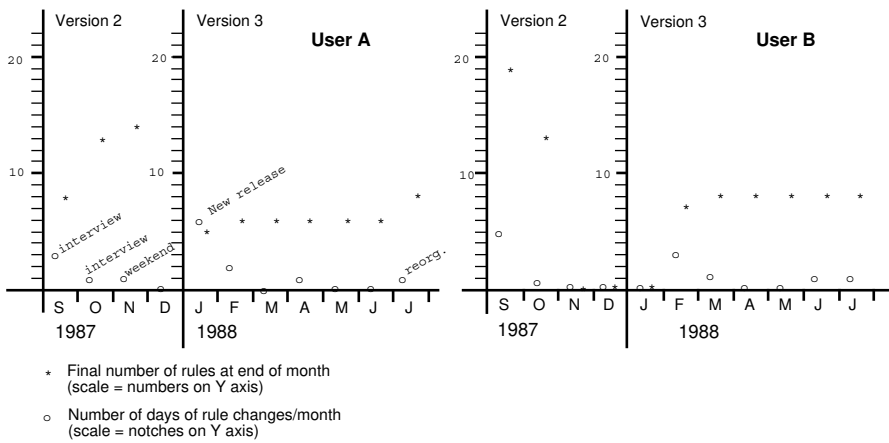 Version 2
Version 3
User A
Version 2
Version 3
User B
20
20
20
20
10
10
10
10
New release
interview
interview
weekend
reorg.
S O N D J F M A M J J
S O N D J F M A M J J
1987
1988
1987
1988
* Final number of rules at end of month
(scale = numbers on Y axis)
o Number of days of rule changes/month
(scale = notches on Y axis)